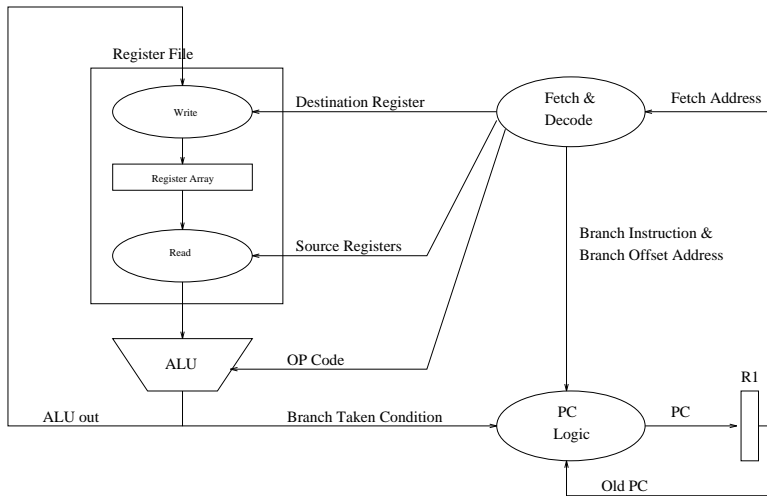 Register File
Write
Destination Register
Fetch &
Decode
Fetch Address
Register Array
Read
Source Registers
Branch Instruction &
Branch Offset Address
ALU
OP Code
R1
ALU out
Branch Taken Condition
PC
Logic
PC
Old PC